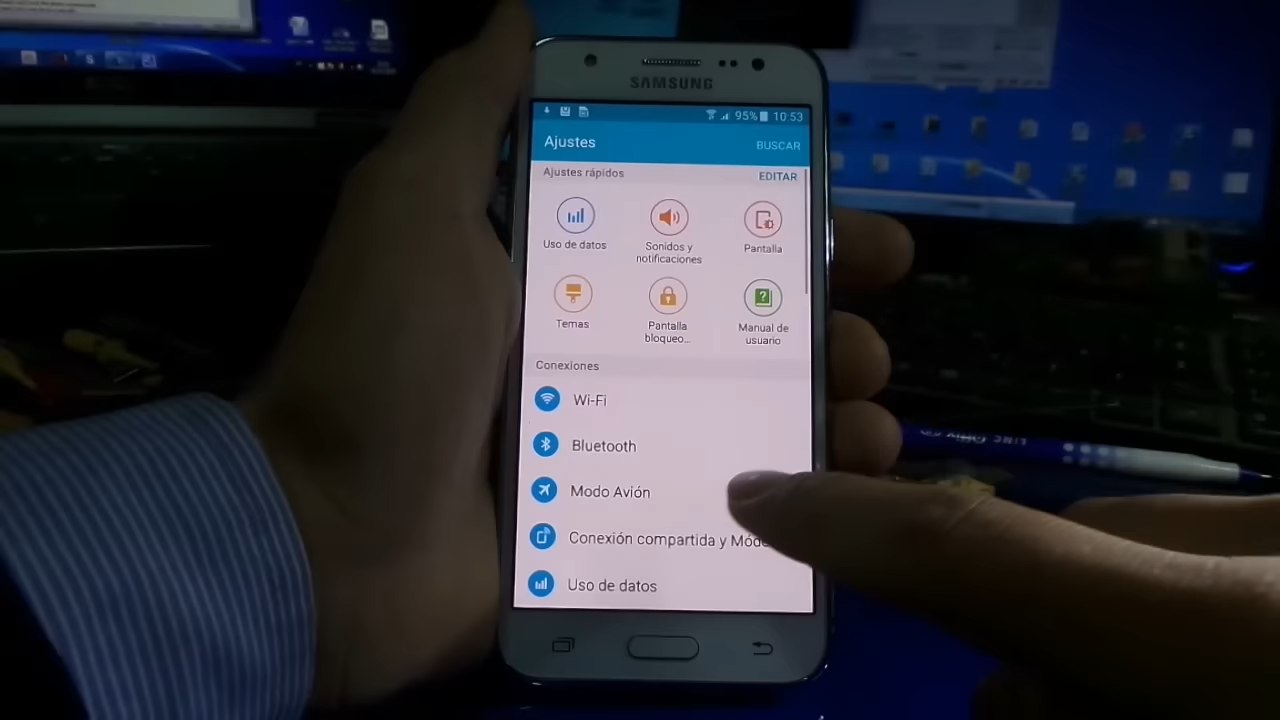 SAMSUNG
95% 10:53
Ajustes
BUSCAR
Ajustes rápidos
EDITAR
Uso de datos
Sonidos y
notificaciones
Pantalla
Temas
Pantalla
bloqueo...
Manual de
usuario
Conexiones
Wi-Fi
Bluetooth
Modo Avión
Conexión compartida y
Uso de datos